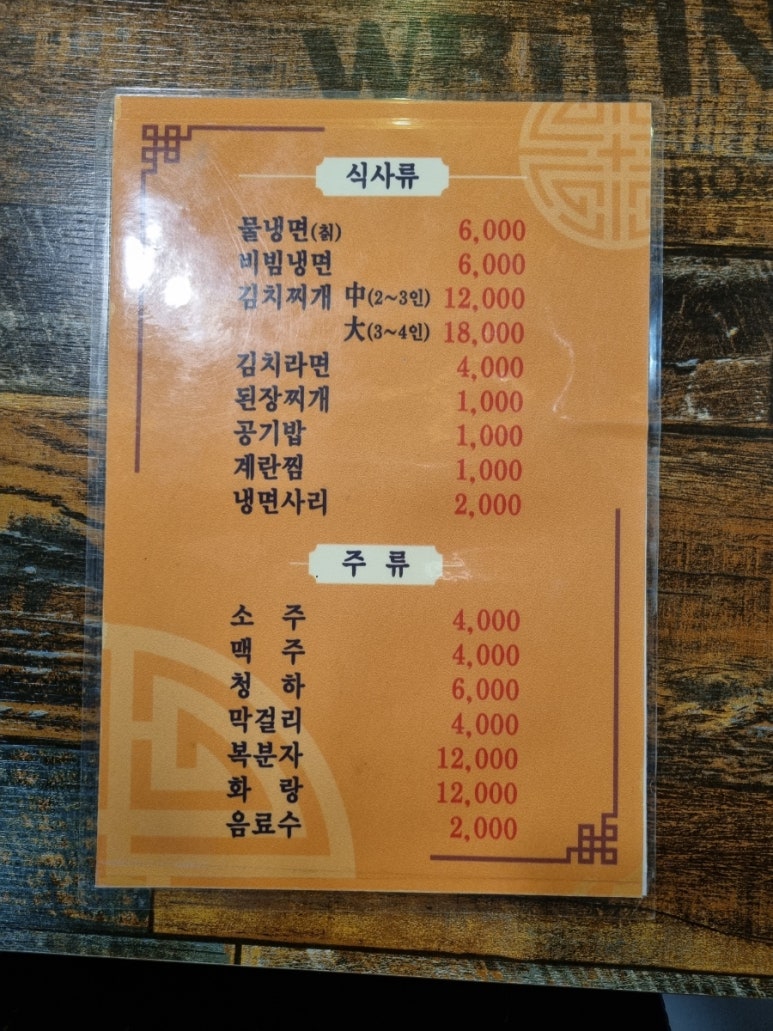 WRiTIN
식사류
물냉면(칡) 6,000
비빔냉면 6,000
김치찌개 中(2~3인) 12,000
大(3~4인) 18,000
김치라면 4,000
된장찌개 1,000
공기밥 1,000
계란찜 1,000
냉면사리 2,000
주 류
소 주 4,000
맥 주 4,000
청 하 6,000
막걸리 4,000
복분자 12,000
화 랑 12,000
음료수 2,000